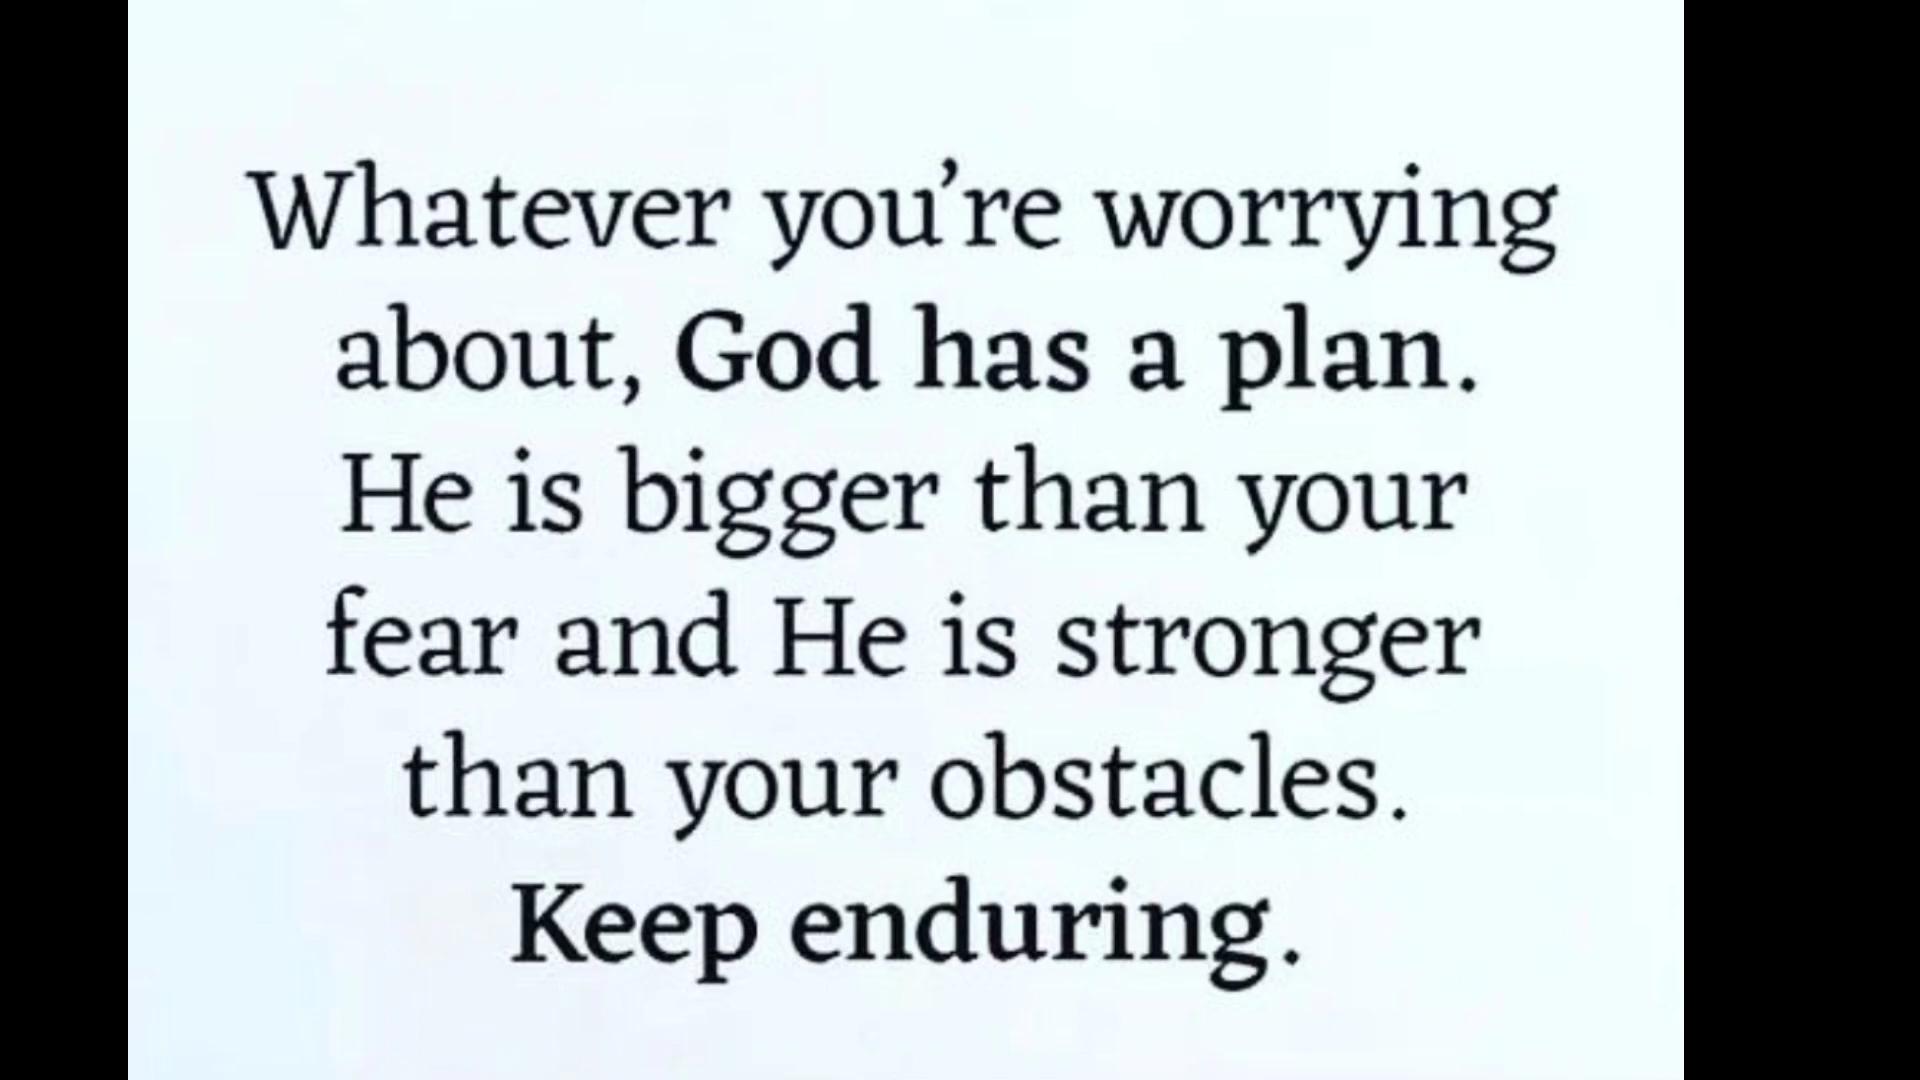 Whatever you’re worrying
about, God has a plan.
He is bigger than your
fear and He is stronger
than your obstacles.
Keep enduring.